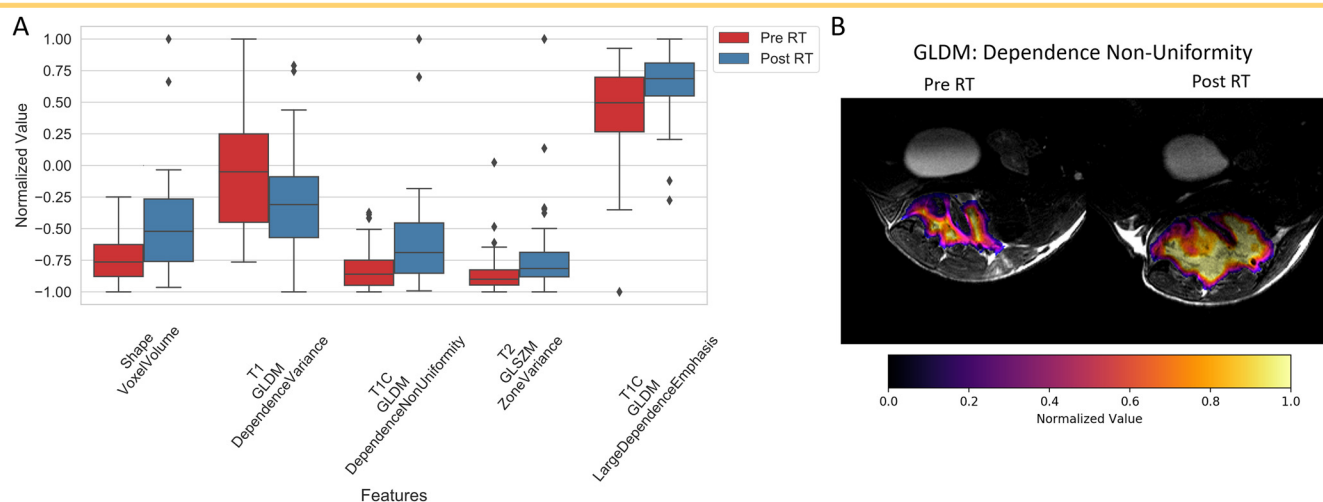 A
B
1.00
0.75
0.50
0.25
0.00
−0.25
−0.50
−0.75
−1.00
Normalized Value
Pre RT
Post RT
Shape
VoxelVolume
T1
GLDM
DependenceVariance
T1C
GLDM
DependenceNonUniformity
T2
GLSZM
ZoneVariance
T1C
GLDM
LargeDependenceEmphasis
Features
GLDM: Dependence Non-Uniformity
Pre RT
Post RT
0.0 0.2 0.4 0.6 0.8 1.0
Normalized Value